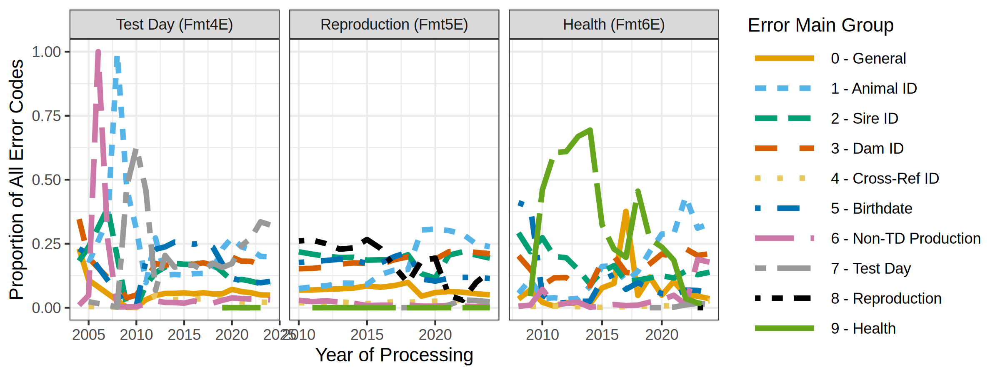 Test Day (Fmt4E)
Reproduction (Fmt5E)
Health (Fmt6E)
Proportion of All Error Codes
1.00
0.75
0.50
0.25
0.00
2005 2010 2015 2020 2025
2010 2015 2020
2010 2015 2020
Year of Processing
Error Main Group
0 - General
1 - Animal ID
2 - Sire ID
3 - Dam ID
4 - Cross-Ref ID
5 - Birthdate
6 - Non-TD Production
7 - Test Day
8 - Reproduction
9 - Health